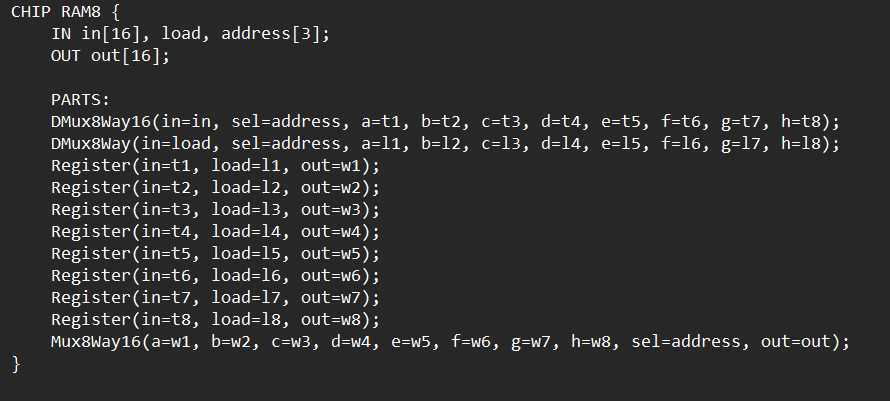 CHIP RAM8 {
    IN in[16], load, address[3];
    OUT out[16];

    PARTS:
    DMux8Way16(in=in, sel=address, a=t1, b=t2, c=t3, d=t4, e=t5, f=t6, g=t7, h=t8);
    DMux8Way(in=load, sel=address, a=l1, b=l2, c=l3, d=l4, e=l5, f=l6, g=l7, h=l8);
    Register(in=t1, load=l1, out=w1);
    Register(in=t2, load=l2, out=w2);
    Register(in=t3, load=l3, out=w3);
    Register(in=t4, load=l4, out=w4);
    Register(in=t5, load=l5, out=w5);
    Register(in=t6, load=l6, out=w6);
    Register(in=t7, load=l7, out=w7);
    Register(in=t8, load=l8, out=w8);
    Mux8Way16(a=w1, b=w2, c=w3, d=w4, e=w5, f=w6, g=w7, h=w8, sel=address, out=out);
}